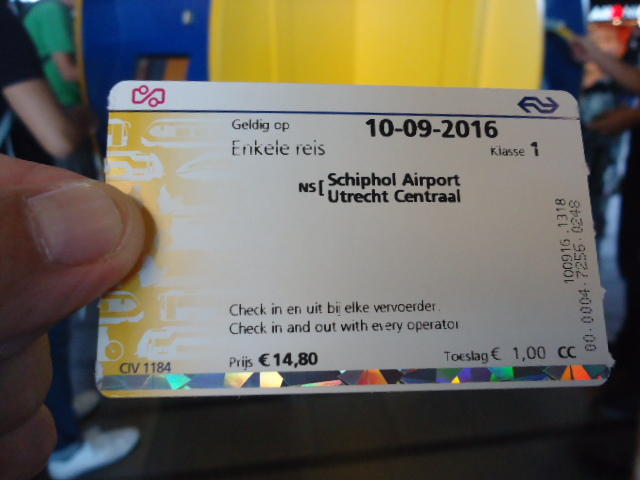 Geldig op 10-09-2016
Enkele reis Klasse 1
NS [ Schiphol Airport
Utrecht Centraal
Check in en uit bij elke vervoerder.
Check in and out with every operator
CIV 1184 Prijs € 14,80 Toeslag € 1,00 CC
100916 1318
00.0004.7256.0248